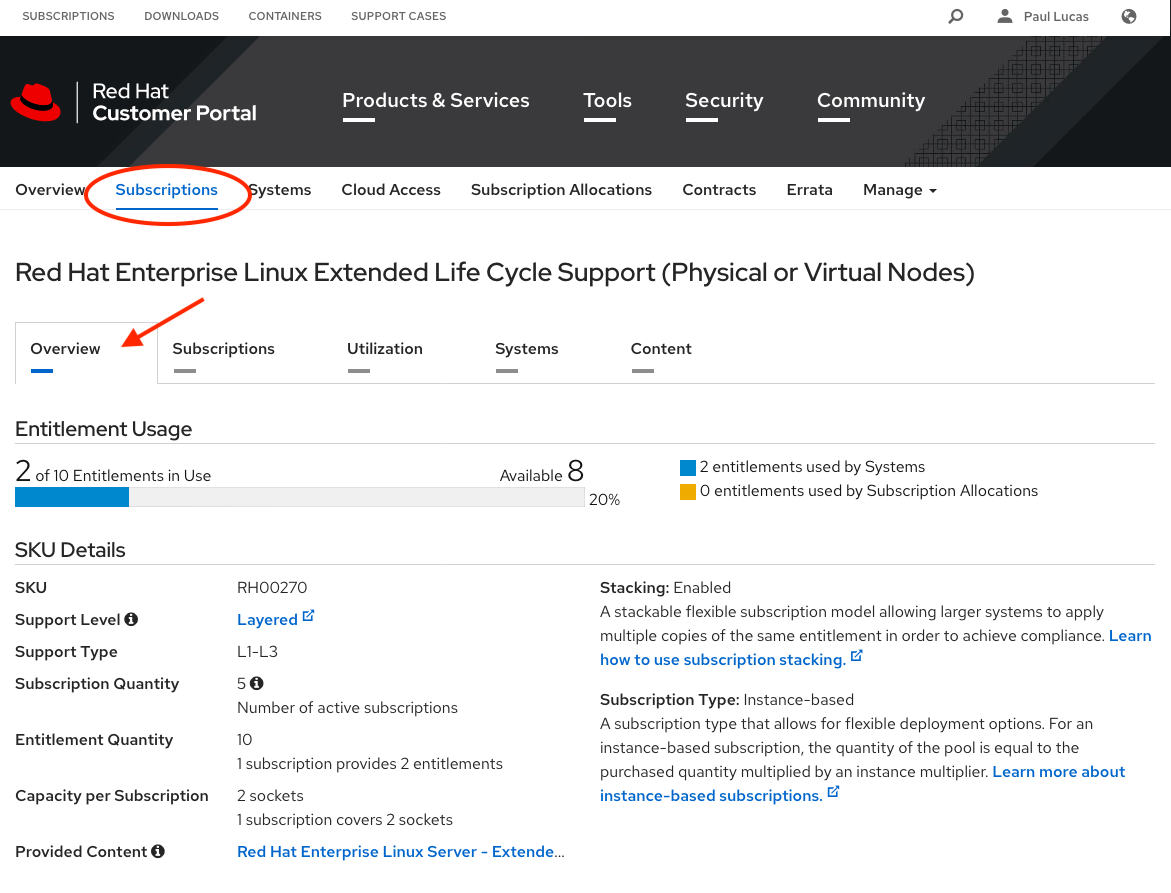 SUBSCRIPTIONS DOWNLOADS CONTAINERS SUPPORT CASES Paul Lucas
Red Hat
Customer Portal
Products & Services Tools Security Community
Overview Subscriptions Systems Cloud Access Subscription Allocations Contracts Errata Manage
Red Hat Enterprise Linux Extended Life Cycle Support (Physical or Virtual Nodes)
Overview Subscriptions Utilization Systems Content
Entitlement Usage
2 of 10 Entitlements in Use Available 8
20%
2 entitlements used by Systems
0 entitlements used by Subscription Allocations
SKU Details
SKU RH00270
Support Level Layered
Support Type L1-L3
Subscription Quantity 5
Number of active subscriptions
Entitlement Quantity 10
1 subscription provides 2 entitlements
Capacity per Subscription 2 sockets
1 subscription covers 2 sockets
Provided Content Red Hat Enterprise Linux Server - Extende...
Stacking: Enabled
A stackable flexible subscription model allowing larger systems to apply
multiple copies of the same entitlement in order to achieve compliance. Learn
how to use subscription stacking.
Subscription Type: Instance-based
A subscription type that allows for flexible deployment options. For an
instance-based subscription, the quantity of the pool is equal to the
purchased quantity multiplied by an instance multiplier. Learn more about
instance-based subscriptions.